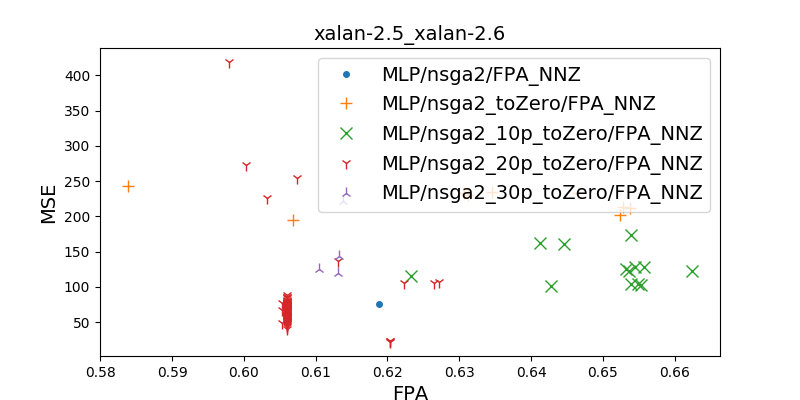 xalan-2.5_xalan-2.6
MLP/nsga2/FPA_NNZ
MLP/nsga2_toZero/FPA_NNZ
MLP/nsga2_10p_toZero/FPA_NNZ
MLP/nsga2_20p_toZero/FPA_NNZ
MLP/nsga2_30p_toZero/FPA_NNZ
MSE
400
350
300
250
200
150
100
50
0.58 0.59 0.60 0.61 0.62 0.63 0.64 0.65 0.66
FPA